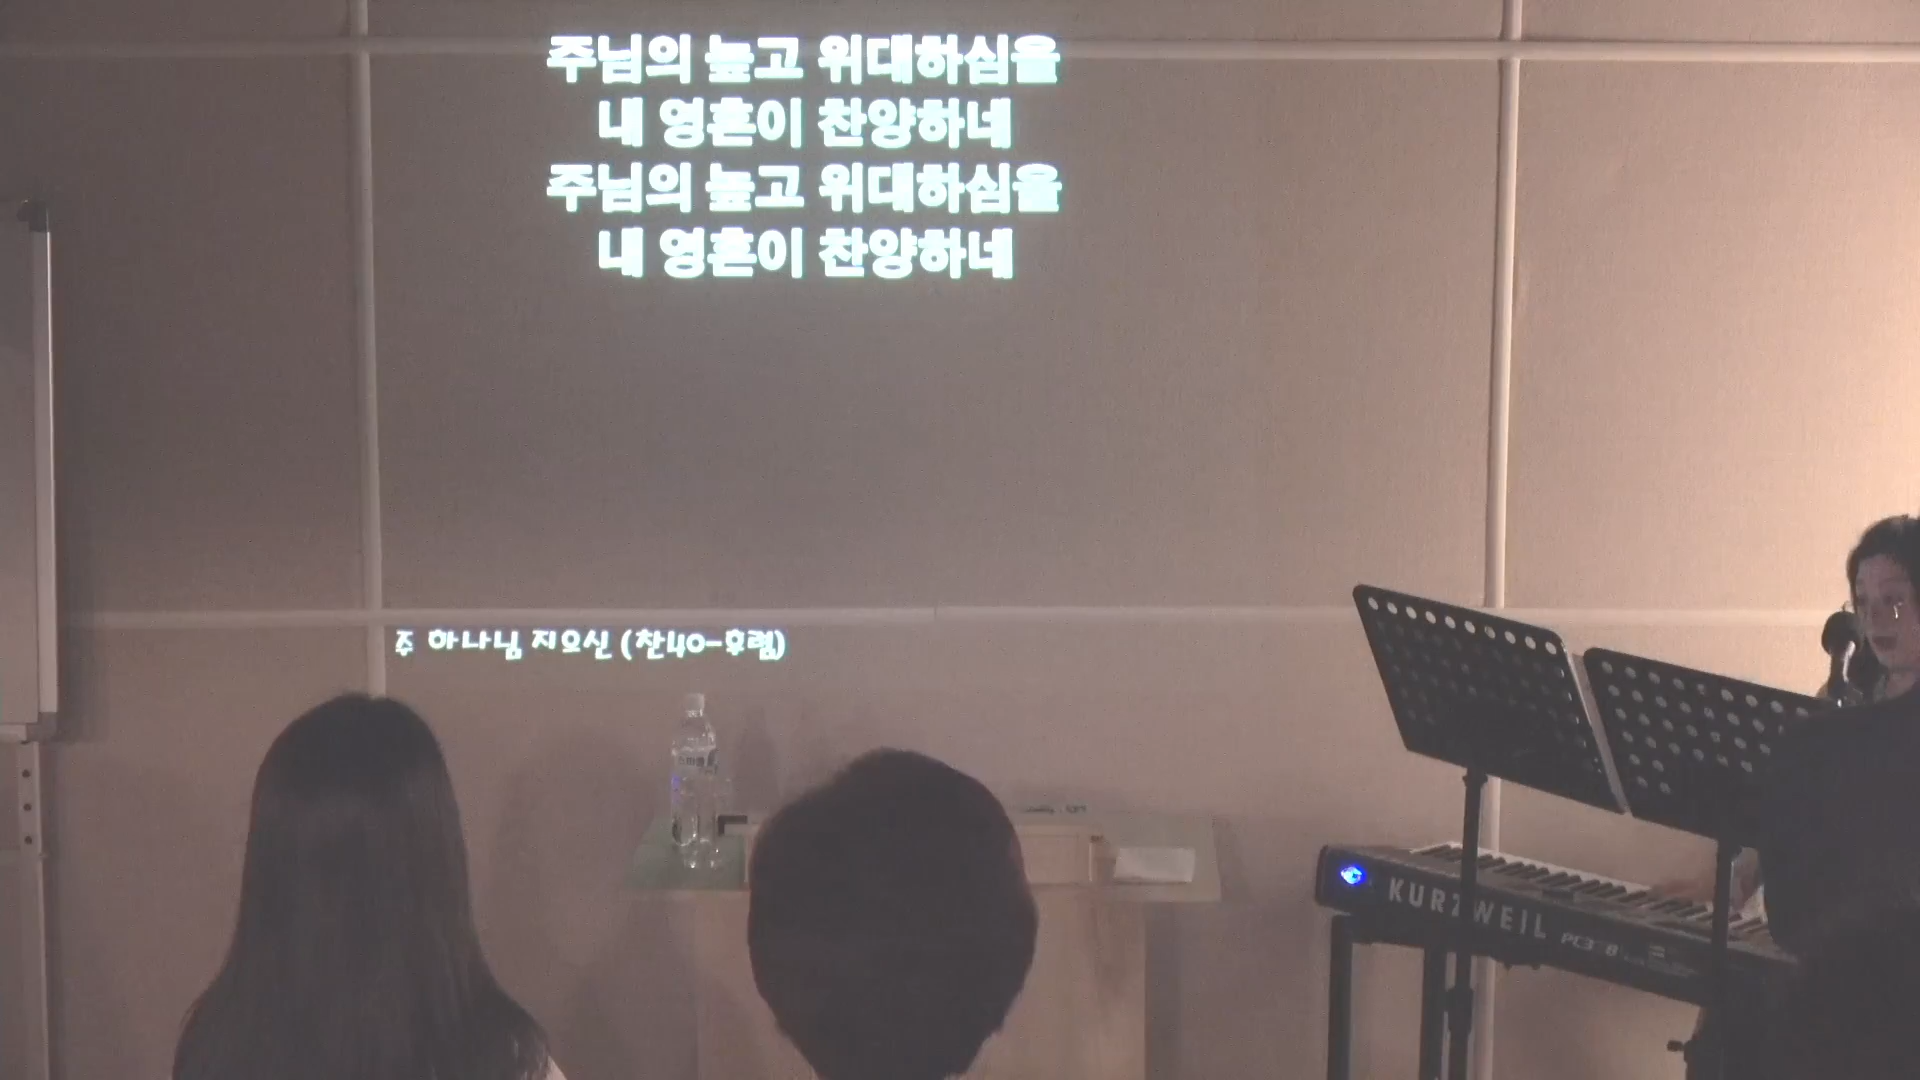 주님의 높고 위대하심을
내 영혼이 찬양하네
주님의 높고 위대하심을
내 영혼이 찬양하네
주 하나님 지으신 (찬40-후렴)
KURZWEIL PC3